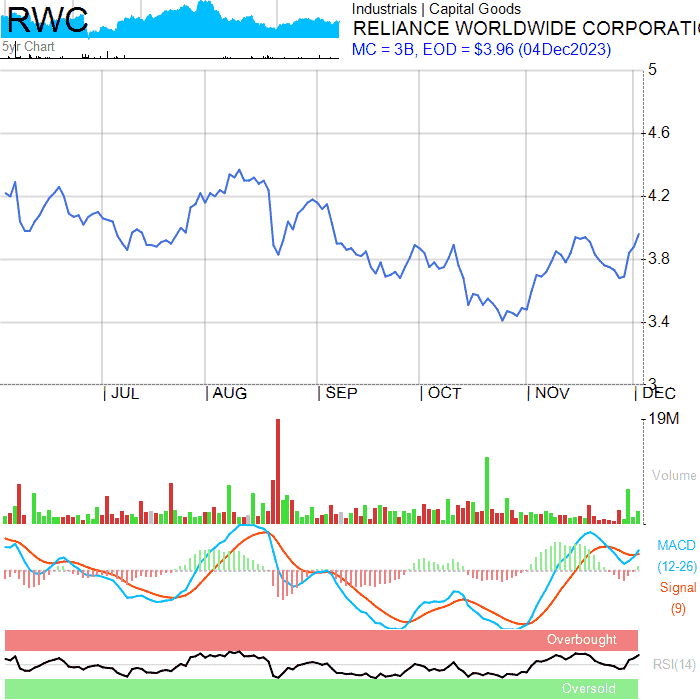 RWC
5yr Chart
Industrials | Capital Goods
RELIANCE WORLDWIDE CORPORATI
MC = 3B, EOD = $3.96 (04Dec2023)
5
4.6
4.2
3.8
3.4
3
JUL AUG SEP OCT NOV DEC
19M
Volume
MACD
(12-26)
Signal
(9)
Overbought
RSI(14)
Oversold